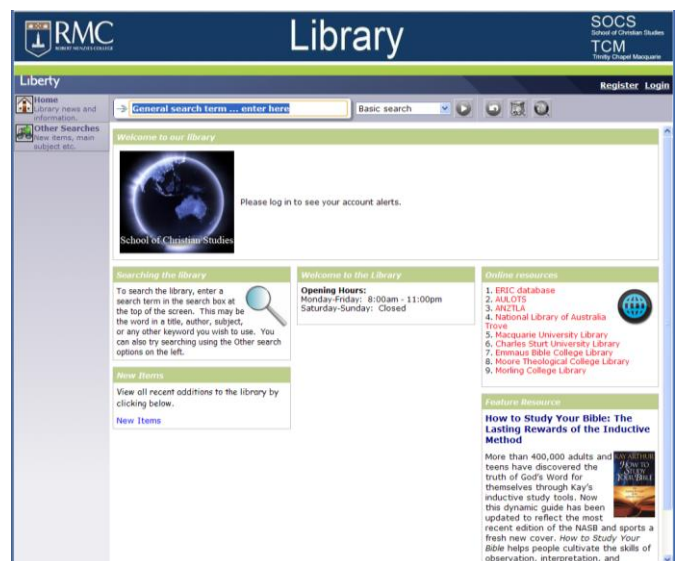 RMC
ROBERT MENZIES COLLEGE
Library
SOCS
School of Christian Studies
TCM
Trinity Chapel Macquarie
Liberty
Register Login
Home
Library news and
information.
Other Searches
New items, main
subject etc.
General search term ... enter here
Basic search
Welcome to our library
School of Christian Studies
Please log in to see your account alerts.
Searching the library
To search the library, enter a
search term in the search box at
the top of the screen. This may be
the word in a title, author, subject,
or any other keyword you wish to use. You
can also try searching using the Other search
options on the left.
New Items
View all recent additions to the library by
clicking below.
New Items
Welcome to the Library
Opening Hours:
Monday-Friday: 8:00am - 11:00pm
Saturday-Sunday: Closed
Online resources
1. ERIC database
2. AULOTS
3. ANZTLA
4. National Library of Australia
Trove
5. Macquarie University Library
6. Charles Sturt University Library
7. Emmaus Bible College Library
8. Moore Theological College Library
9. Morling College Library
Feature Resource
How to Study Your Bible: The
Lasting Rewards of the Inductive
Method
More than 400,000 adults and
teens have discovered the
truth of God's Word for
themselves through Kay's
inductive study tools. Now
this dynamic guide has been
updated to reflect the most
recent edition of the NASB and sports a
fresh new cover. How to Study Your
Bible helps people cultivate the skills of
observation, interpretation, and
KAY ARTHUR
HOW TO
STUDY
YOUR BIBLE